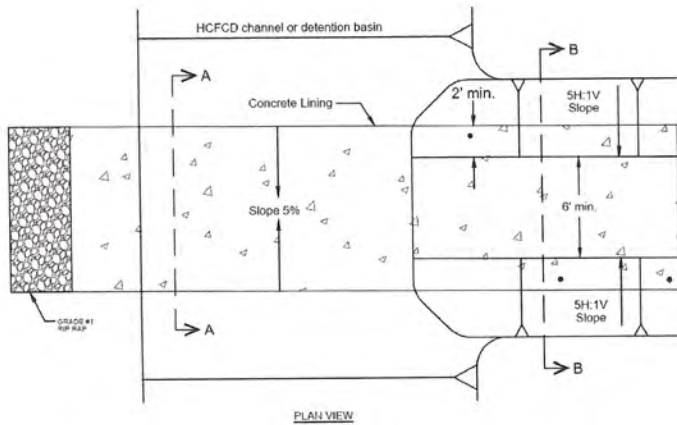 HCFCD channel or detention basin
B
A
2' min.
5H:1V
Slope
Concrete Lining
Slope 5%
6' min.
A
GRADE #1
RIP RAP
5H:1V
Slope
B
PLAN VIEW